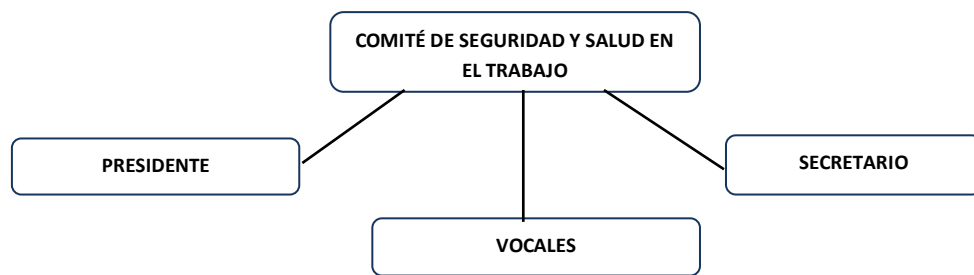 COMITÉ DE SEGURIDAD Y SALUD EN
EL TRABAJO
PRESIDENTE
SECRETARIO
VOCALES